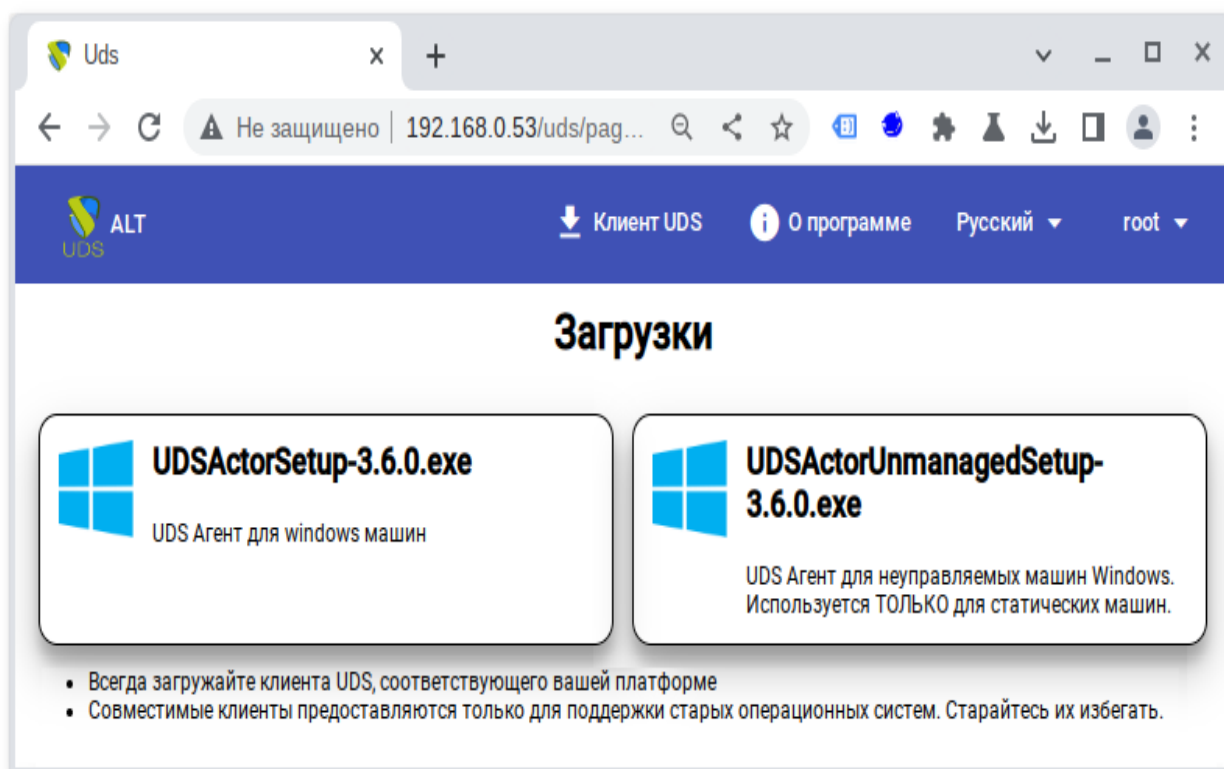 Uds
Не защищено 192.168.0.53/uds/pag...
UDS
ALT
Клиент UDS
О программе
Русский
root
Загрузки
UDSActorSetup-3.6.0.exe
UDS Агент для windows машин
UDSActorUnmanagedSetup-
3.6.0.exe
UDS Агент для неуправляемых машин Windows.
Используется ТОЛЬКО для статических машин.
Всегда загружайте клиента UDS, соответствующего вашей платформе
Совместимые клиенты предоставляются только для поддержки старых операционных систем. Старайтесь их избегать.